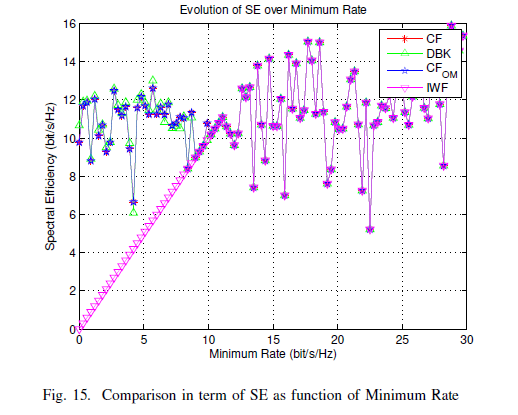 Evolution of SE over Minimum Rate
16
14
12
10
8
6
4
2
0
Spectral Efficiency (bit/s/Hz)
CF
DBK
CF_OM
IWF
0 5 10 15 20 25 30
Minimum Rate (bit/s/Hz)
Fig. 15. Comparison in term of SE as function of Minimum Rate